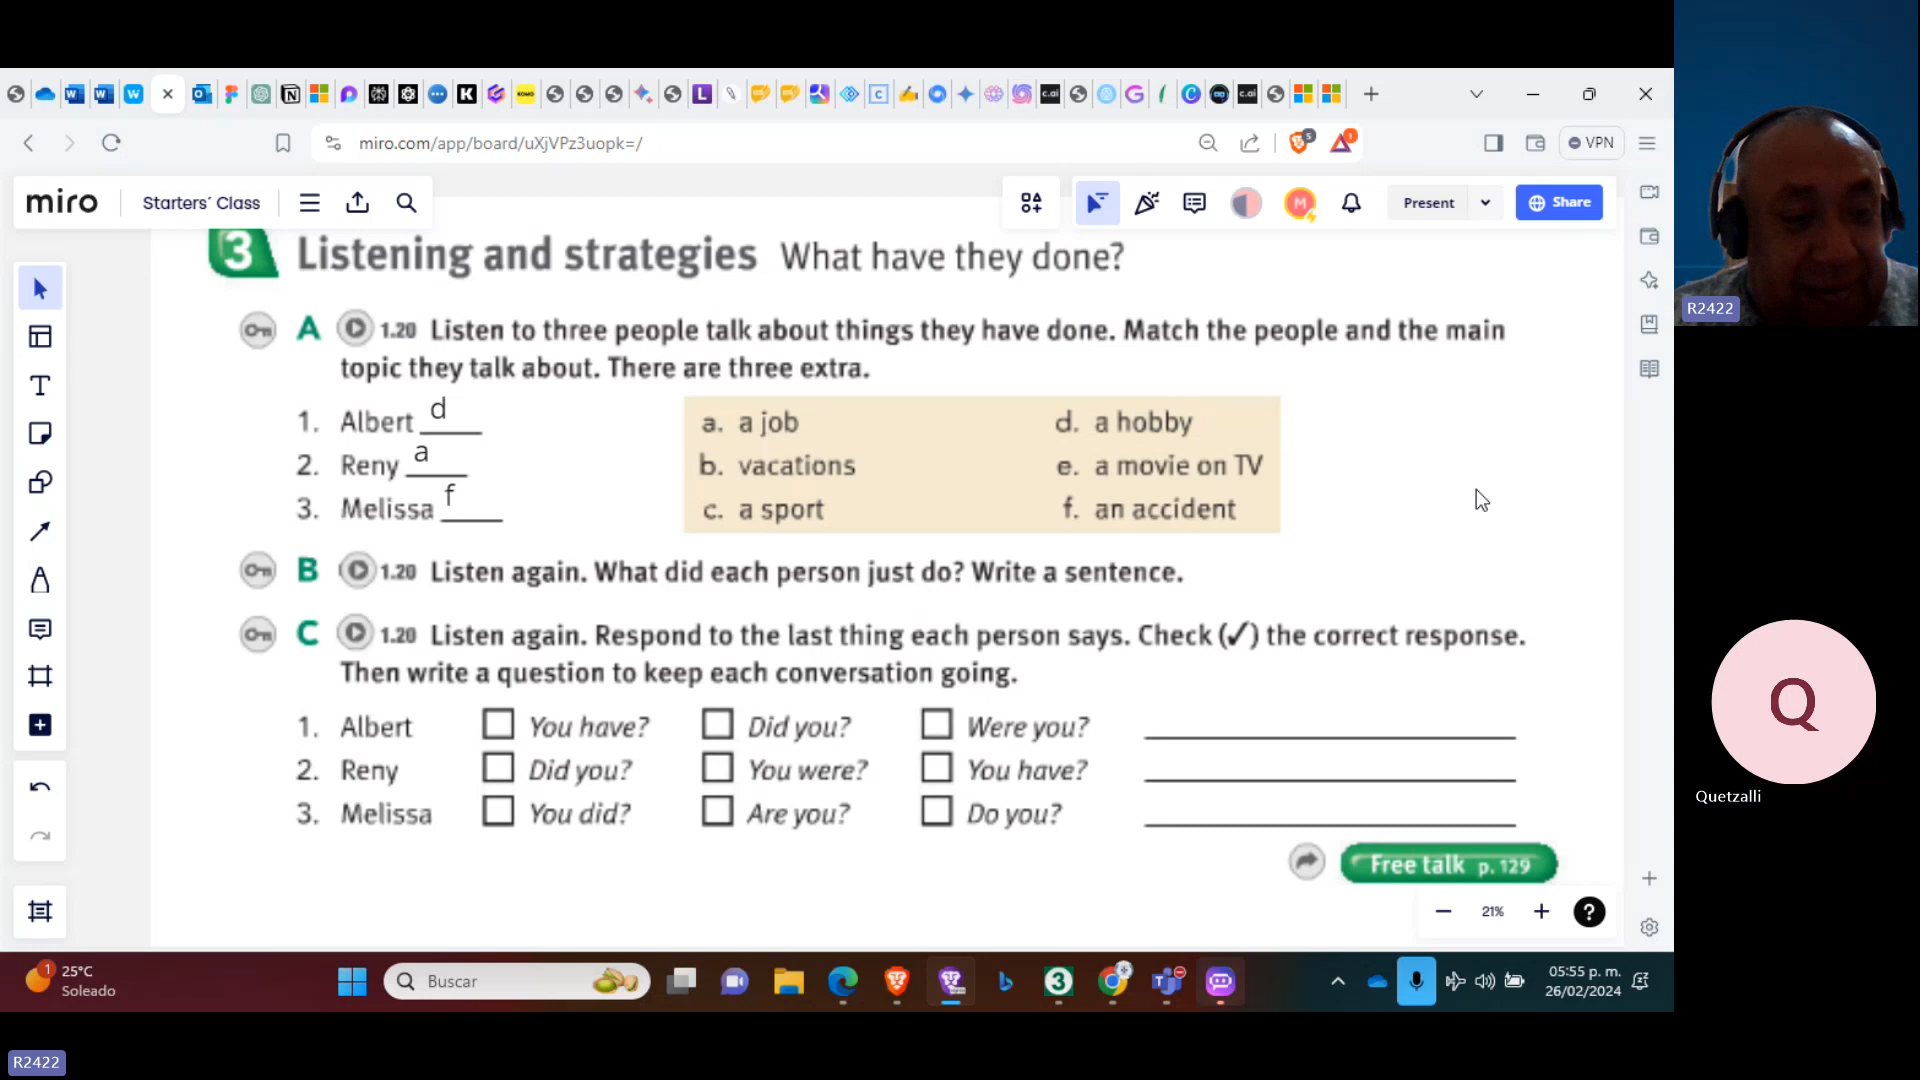 miro.com/app/board/uXjVPz3uopk=/
VPN
miro
Starters' Class
M
Present
Share
R2422
3 Listening and strategies What have they done?
A 1.20 Listen to three people talk about things they have done. Match the people and the main
topic they talk about. There are three extra.
1. Albert d
2. Reny a
3. Melissa f
a. a job
b. vacations
c. a sport
d. a hobby
e. a movie on TV
f. an accident
B 1.20 Listen again. What did each person just do? Write a sentence.
C 1.20 Listen again. Respond to the last thing each person says. Check (✓) the correct response.
Then write a question to keep each conversation going.
1. Albert You have? Did you? Were you?
2. Reny Did you? You were? You have?
3. Melissa You did? Are you? Do you?
Free talk p. 129
21%
Q
Quetzalli
25°C
Soleado
Buscar
05:55 p. m.
26/02/2024
R2422